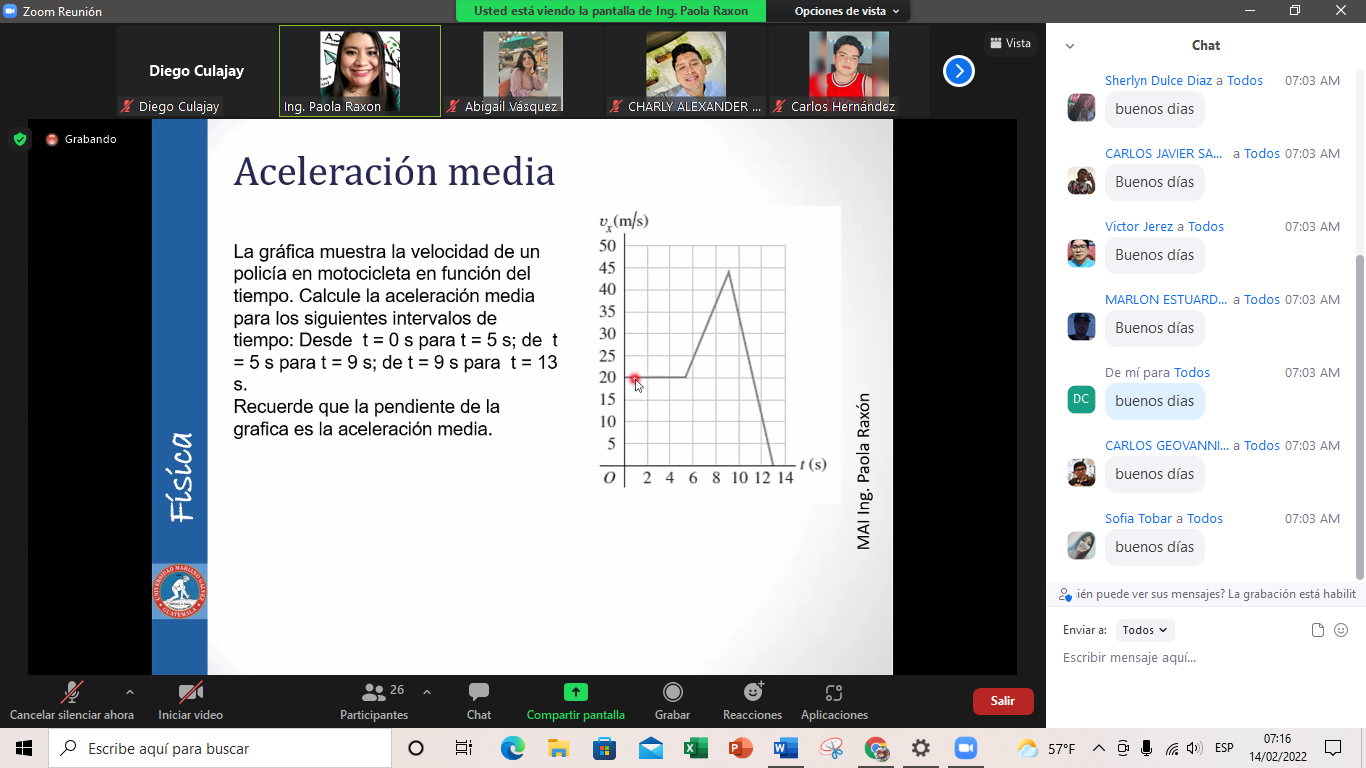 Zoom Reunión
Usted está viendo la pantalla de Ing. Paola Raxon
Opciones de vista
Diego Culajay
Diego Culajay
Ing. Paola Raxon
Abigail Vásquez
CHARLY ALEXANDER ...
Carlos Hernández
Vista
Grabando
Aceleración media
La gráfica muestra la velocidad de un
policía en motocicleta en función del
tiempo. Calcule la aceleración media
para los siguientes intervalos de
tiempo: Desde t = 0 s para t = 5 s; de t
= 5 s para t = 9 s; de t = 9 s para t = 13
s.
Recuerde que la pendiente de la
grafica es la aceleración media.
vx (m/s)
50
45
40
35
30
25
20
15
10
5
O 2 4 6 8 10 12 14
t (s)
Física
UNIVERSIDAD MARIANO GALVEZ
GUATEMALA
MAI Ing. Paola Raxón
Chat
Sherlyn Dulce Diaz a Todos 07:03 AM
buenos dias
CARLOS JAVIER SA... a Todos 07:03 AM
Buenos días
Victor Jerez a Todos 07:03 AM
Buenos Días
MARLON ESTUARD... a Todos 07:03 AM
Buenos días
De mí para Todos 07:03 AM
DC
buenos dias
CARLOS GEOVANNI... a Todos 07:03 AM
buenos días
Sofia Tobar a Todos 07:03 AM
buenos días
ién puede ver sus mensajes? La grabación está habilit
Enviar a: Todos
Escribir mensaje aquí...
Cancelar silenciar ahora
Iniciar video
26
Participantes
Chat
Compartir pantalla
Grabar
Reacciones
Aplicaciones
Salir
Escribe aquí para buscar
57°F
ESP
07:16
14/02/2022